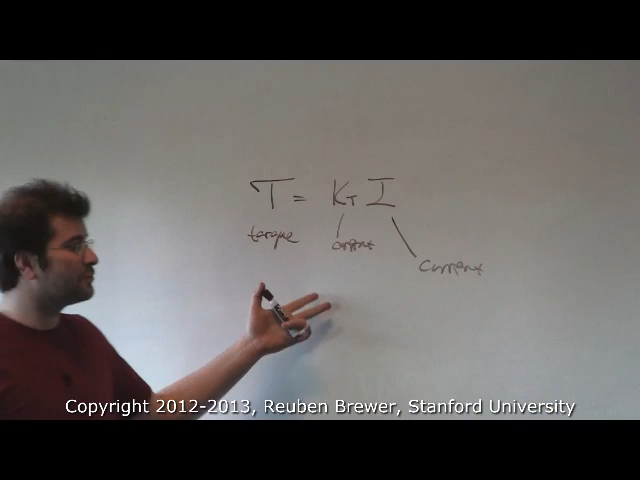 T = KT I
torque constant current
Copyright 2012-2013, Reuben Brewer, Stanford University